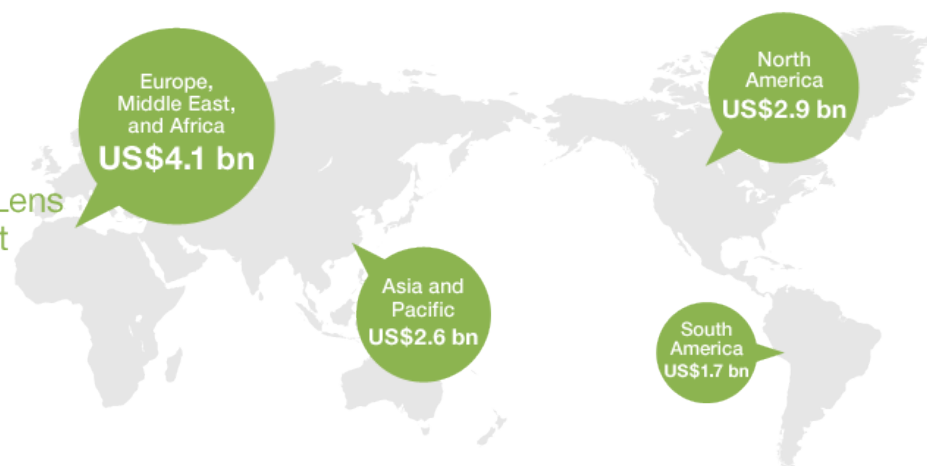 Europe,
Middle East,
and Africa
US$4.1 bn
Lens
t
North
America
US$2.9 bn
Asia and
Pacific
US$2.6 bn
South
America
US$1.7 bn